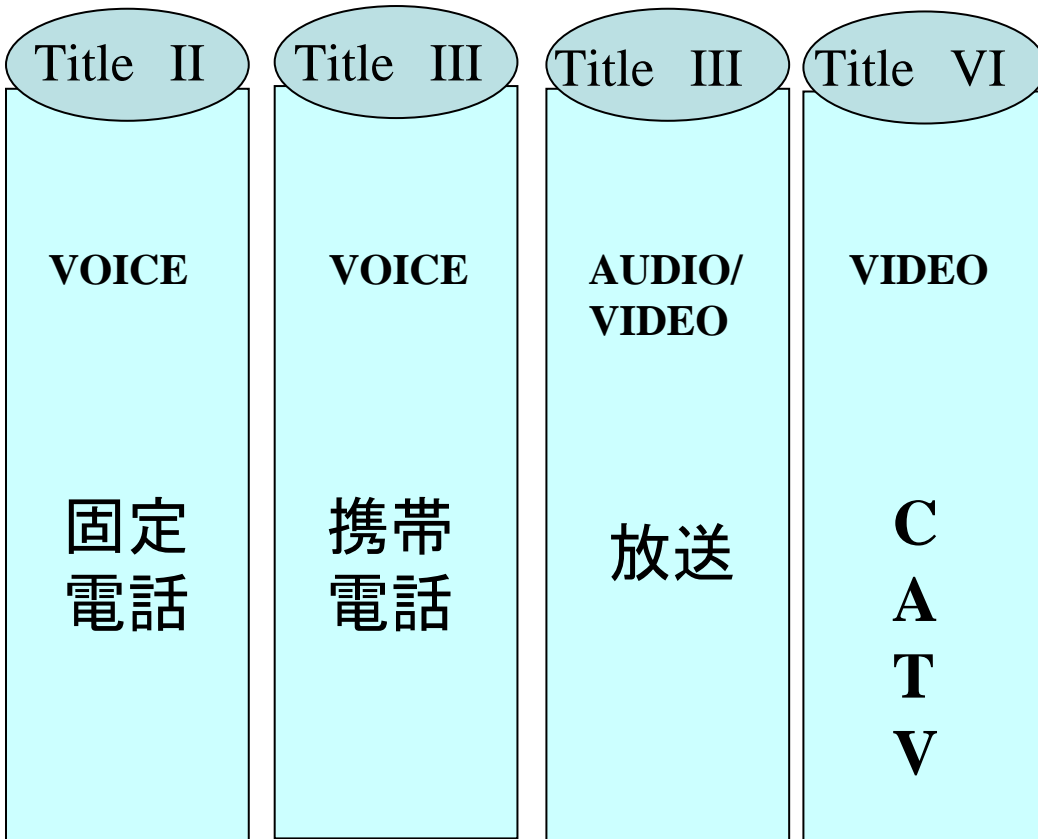 Title II
VOICE
固定
電話
Title III
VOICE
携帯
電話
Title III
AUDIO/
VIDEO
放送
Title VI
VIDEO
C
A
T
V